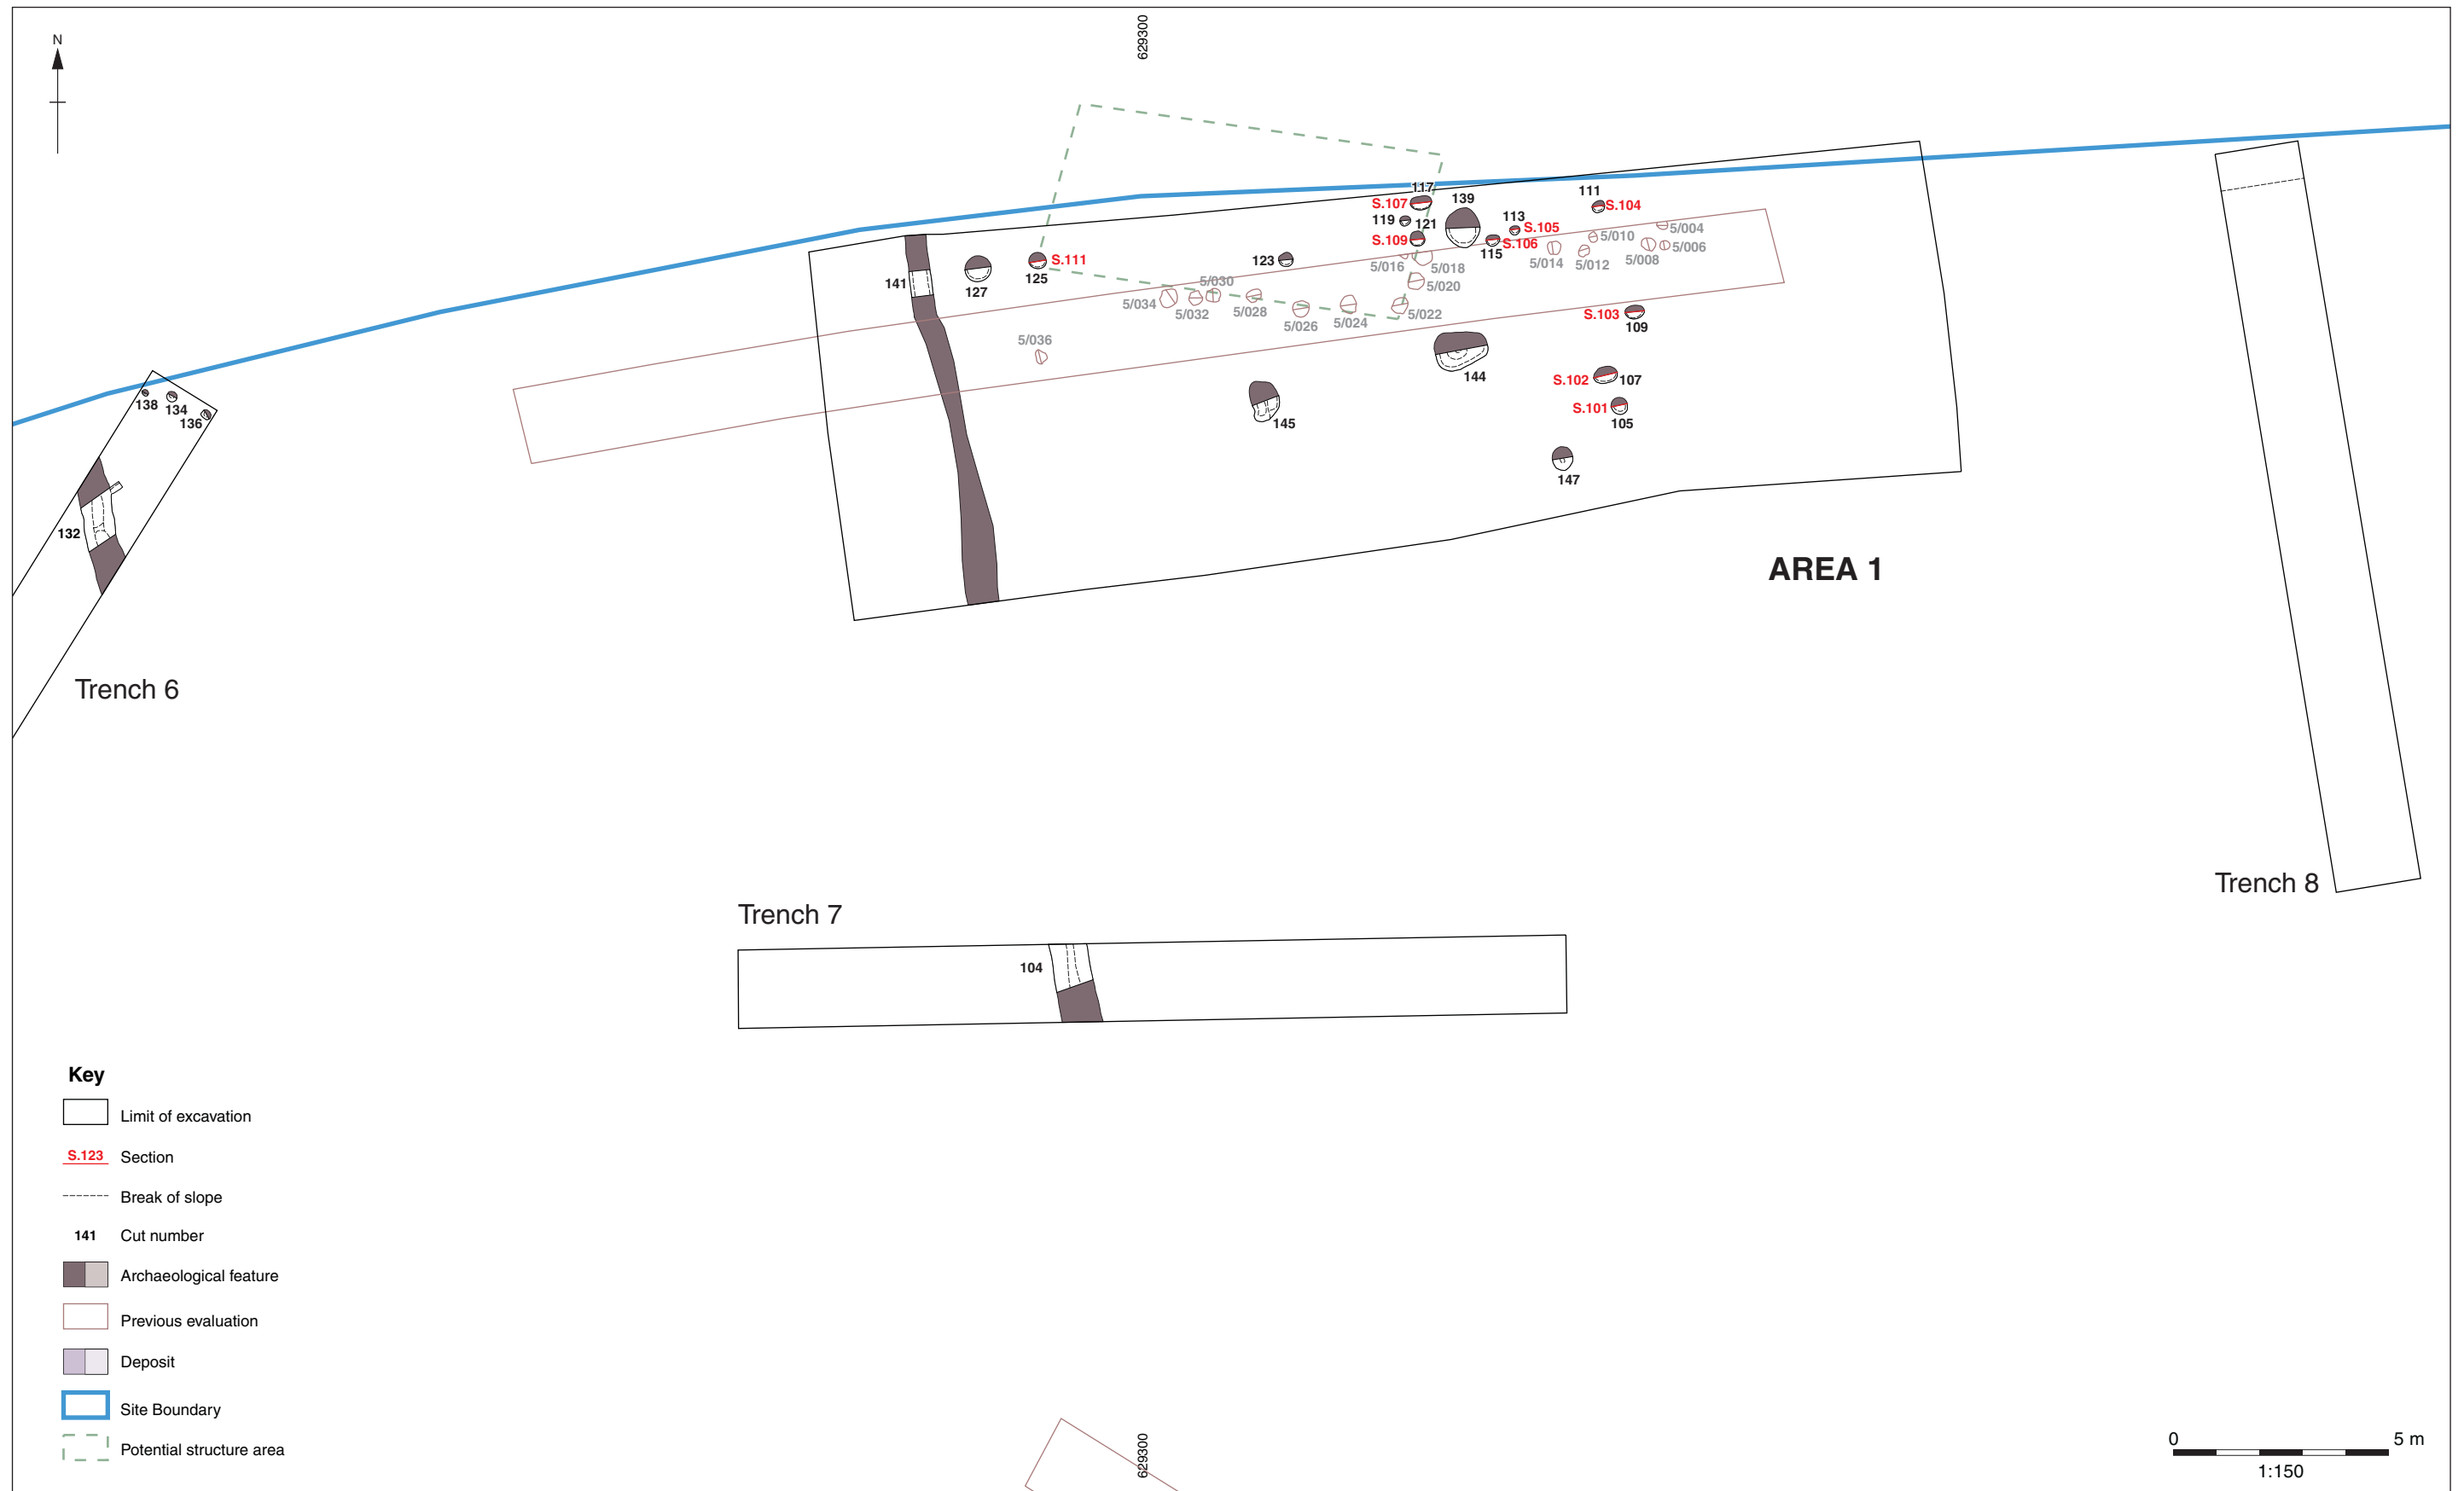 N
629300
117
S.107
139
111
S.104
119
121
113
S.105
S.109
S.106
115
5/004
5/010
5/006
5/014
5/012
5/008
S.111
125
123
5/016
5/018
127
141
5/020
5/030
5/034
5/032
5/028
5/026
5/024
5/022
S.103
109
5/036
144
S.102
107
S.101
105
145
147
138
134
136
132
AREA 1
Trench 6
Trench 8
Trench 7
104
Key
Limit of excavation
S.123 Section
Break of slope
141 Cut number
Archaeological feature
Previous evaluation
Deposit
Site Boundary
Potential structure area
629300
0 5 m
1:150